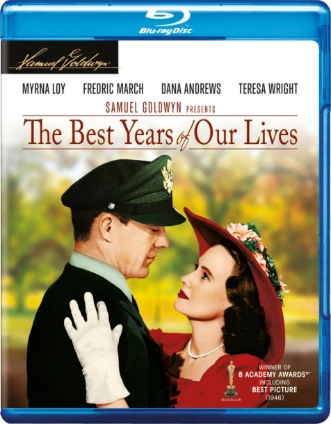 Blu-ray Disc
Samuel Goldwyn
MYRNA LOY FREDRIC MARCH DANA ANDREWS TERESA WRIGHT
SAMUEL GOLDWYN PRESENTS
The Best Years of Our Lives
WINNER OF
8 ACADEMY AWARDS®
INCLUDING
BEST PICTURE
(1946)